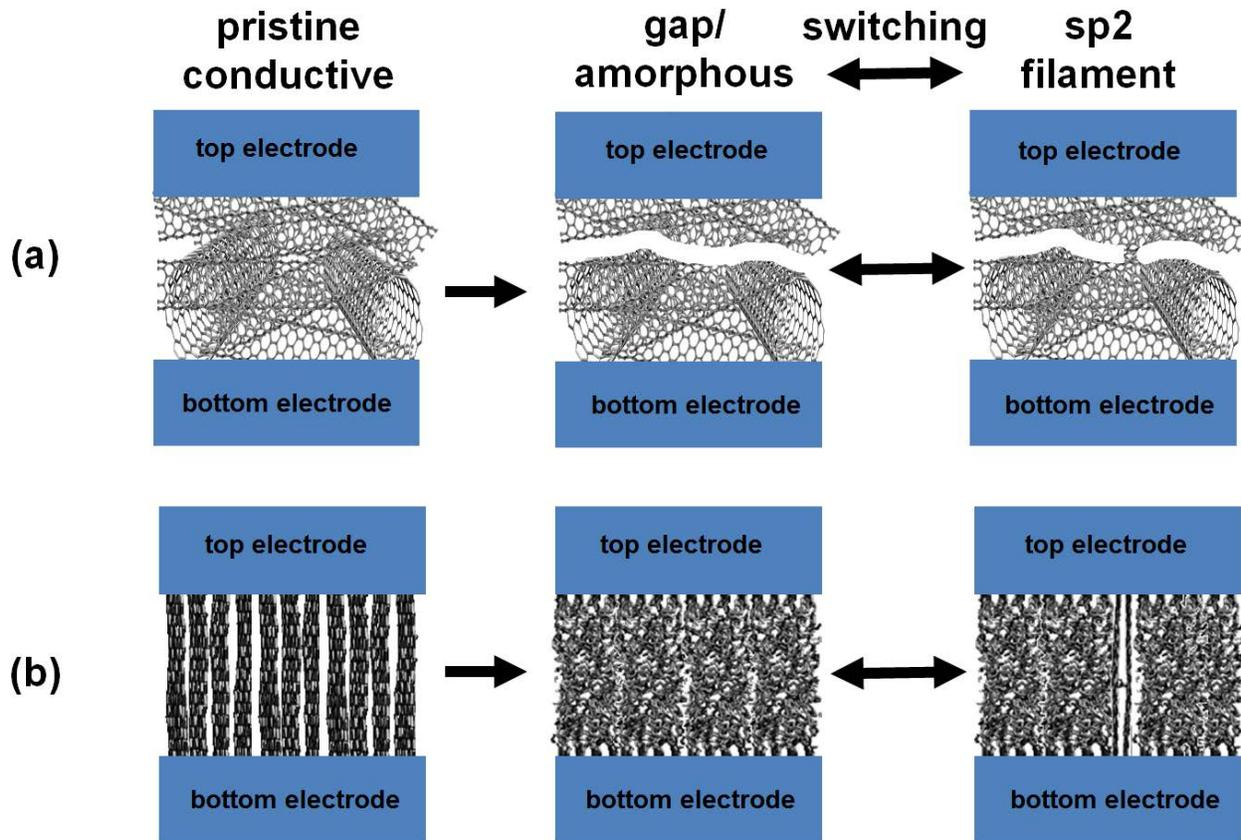 pristine
conductive
gap/
amorphous
switching
sp2
filament
(a)
top electrode
top electrode
top electrode
bottom electrode
bottom electrode
bottom electrode
(b)
top electrode
top electrode
top electrode
bottom electrode
bottom electrode
bottom electrode